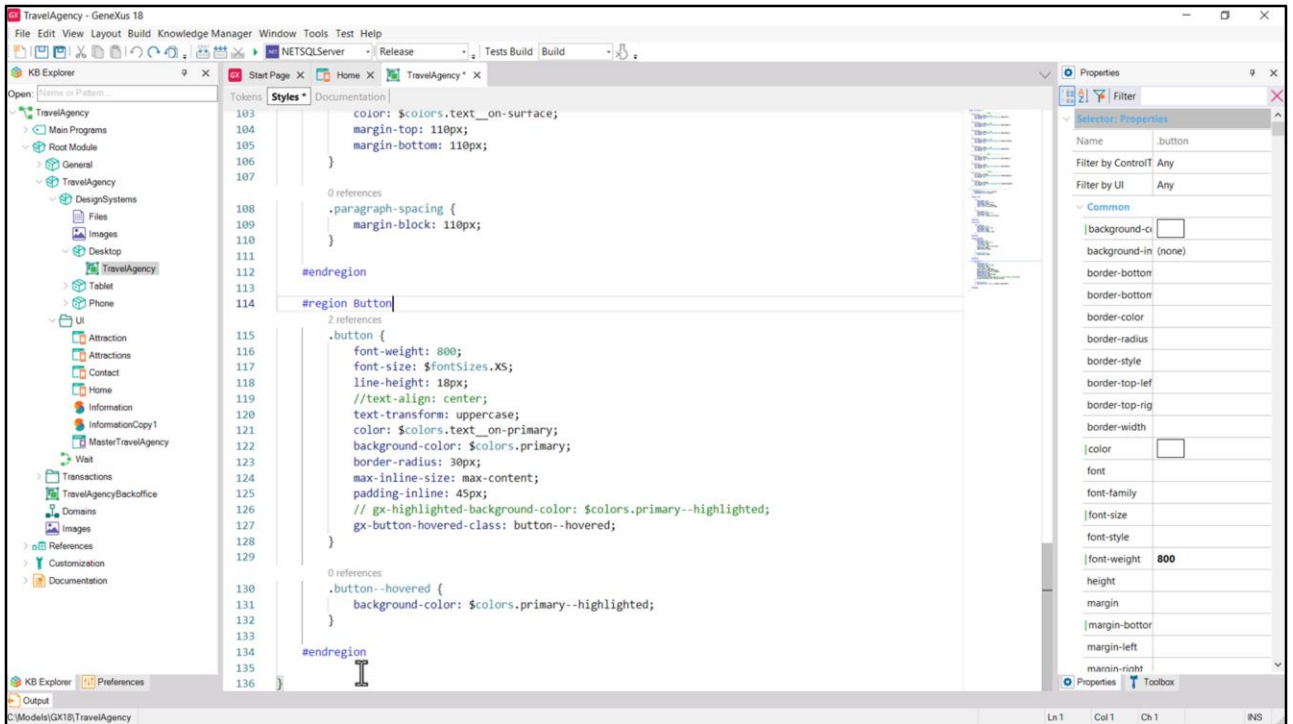 TravelAgency - GeneXus 18
File Edit View Layout Build Knowledge Manager Window Tools Test Help
NETSQLServer Release Tests Build Build
KB Explorer
Open: Name or Pattern
TravelAgency
Main Programs
Root Module
General
TravelAgency
DesignSystems
Files
Images
Desktop
TravelAgency
Tablet
Phone
UI
Attraction
Attractions
Contact
Home
Information
InformationCopy1
MasterTravelAgency
Wait
Transactions
TravelAgencyBackoffice
Domains
Images
References
Customization
Documentation
KB Explorer Preferences
Start Page Home TravelAgency*
Tokens Styles * Documentation
103 color: $colors.text__on-surface;
104 margin-top: 110px;
105 margin-bottom: 110px;
106 }
107
0 references
108 .paragraph-spacing {
109 margin-block: 110px;
110 }
111
112 #endregion
113
114 #region Button
2 references
115 .button {
116 font-weight: 800;
117 font-size: $fontSizes.XS;
118 line-height: 18px;
119 //text-align: center;
120 text-transform: uppercase;
121 color: $colors.text__on-primary;
122 background-color: $colors.primary;
123 border-radius: 30px;
124 max-inline-size: max-content;
125 padding-inline: 45px;
126 // gx-highlighted-background-color: $colors.primary--highlighted;
127 gx-button-hovered-class: button--hovered;
128 }
129
0 references
130 .button--hovered {
131 background-color: $colors.primary--highlighted;
132 }
133
134 #endregion
135
136 }
Properties
Filter
Selector: Properties
Name .button
Filter by ControlT Any
Filter by UI Any
Common
background-c
background-im (none)
border-bottom
border-bottom
border-color
border-radius
border-style
border-top-lef
border-top-rig
border-width
color
font
font-family
font-size
font-style
font-weight 800
height
margin
margin-bottor
margin-left
margin-right
Properties Toolbox
Output
C:\Models\GX18\TravelAgency Ln 1 Col 1 Ch 1 INS